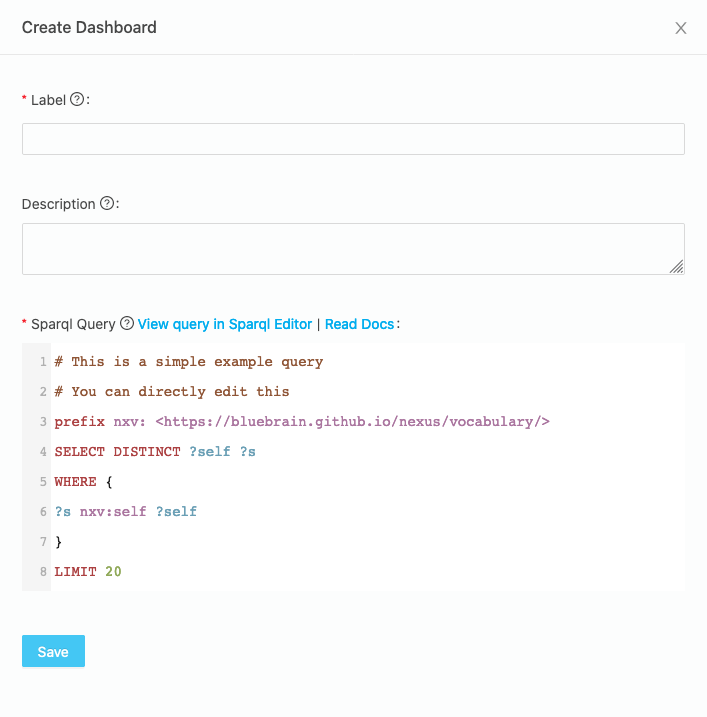 Create Dashboard X
* Label ? :
Description ? :
* Sparql Query ? View query in Sparql Editor | Read Docs :
1 # This is a simple example query
2 # You can directly edit this
3 prefix nxv: <https://bluebrain.github.io/nexus/vocabulary/>
4 SELECT DISTINCT ?self ?s
5 WHERE {
6 ?s nxv:self ?self
7 }
8 LIMIT 20
Save